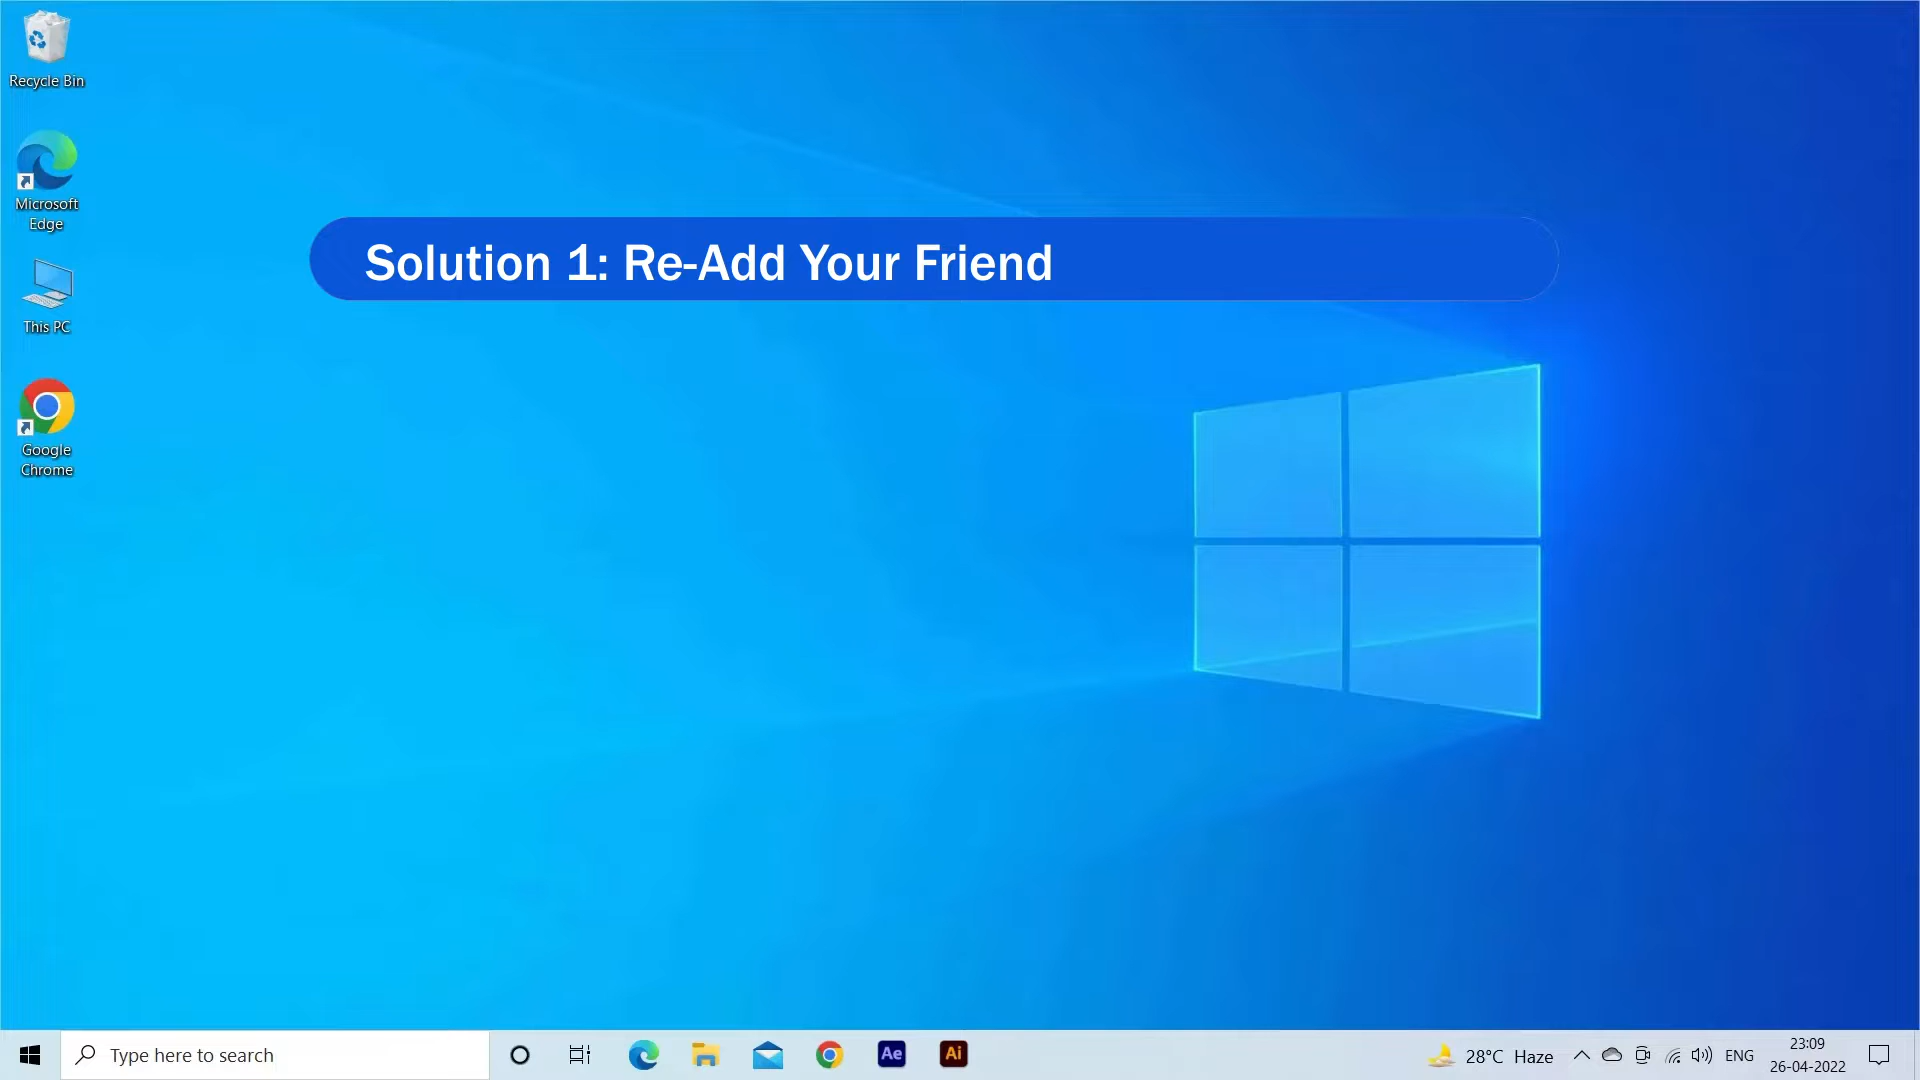 Recycle Bin
Microsoft
Edge
Solution 1: Re-Add Your Friend
This PC
Google
Chrome
Type here to search
Ae
Ai
28°C Haze
ENG
23:09
26-04-2022